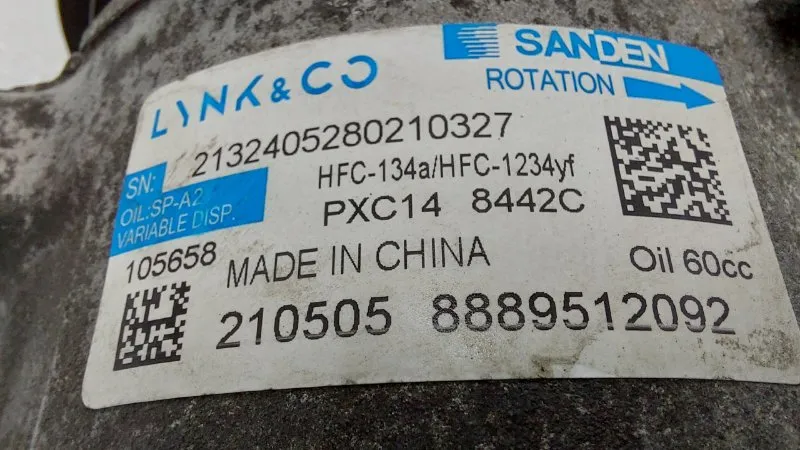 LYNK & CO
SANDEN
ROTATION
SN: 2132405280210327
OIL:SP-A2
VARIABLE DISP.
HFC-134a/HFC-1234yf
PXC14 8442C
105658
MADE IN CHINA
Oil 60cc
210505 8889512092